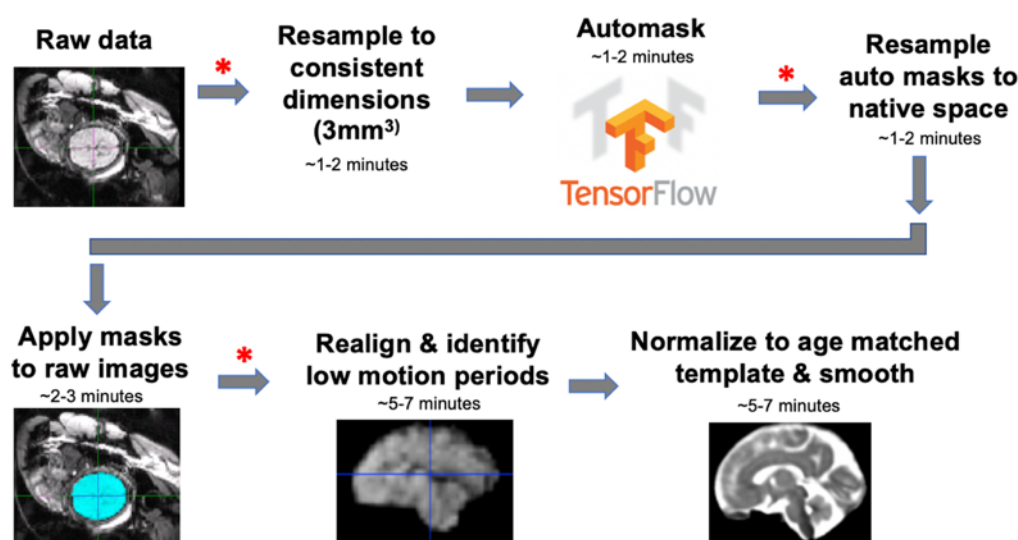 Raw data
*
Resample to
consistent
dimensions
(3mm³⁾
~1-2 minutes
Automask
~1-2 minutes
TensorFlow
*
Resample
auto masks to
native space
~1-2 minutes
Apply masks
to raw images
~2-3 minutes
*
Realign & identify
low motion periods
~5-7 minutes
Normalize to age matched
template & smooth
~5-7 minutes